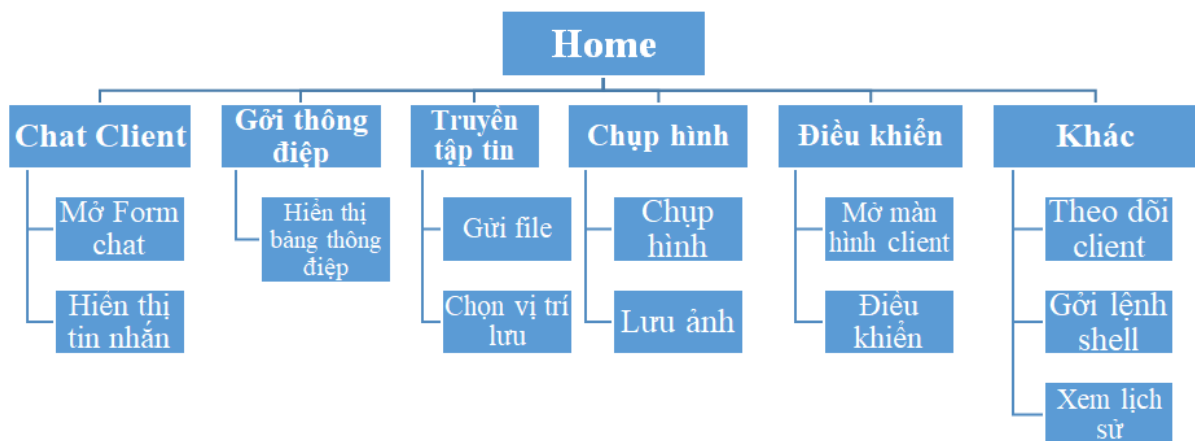 Home
Chat Client
Gởi thông
điệp
Truyền
tập tin
Chụp hình
Điều khiển
Khác
Mở Form
chat
Hiển thị
tin nhắn
Hiển thị
bảng thông
điệp
Gửi file
Chọn vị trí
lưu
Chụp
hình
Lưu ảnh
Mở màn
hình client
Điều
khiển
Theo dõi
client
Gởi lệnh
shell
Xem lịch
sử